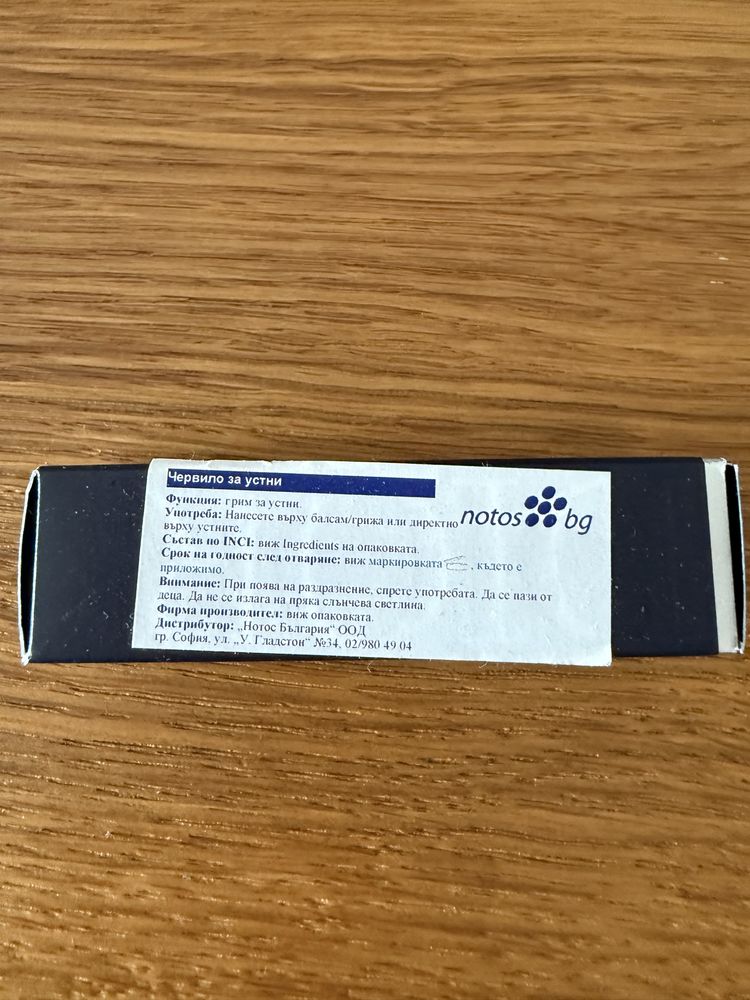 Червило за устни
Функция: грим за устни.
Употреба: Нанесете върху балсам/грижа или директно
върху устните.
notos bg
Състав по INCI: виж Ingredients на опаковката.
Срок на годност след отваряне: виж маркировката , където е
приложимо.
Внимание: При поява на раздразнение, спрете употребата. Да се пази от
деца. Да не се излага на пряка слънчева светлина.
Фирма производител: виж опаковката.
Дистрибутор: „Нотос България“ ООД
гр. София, ул. „У. Гладстон“ №34, 02/980 49 04